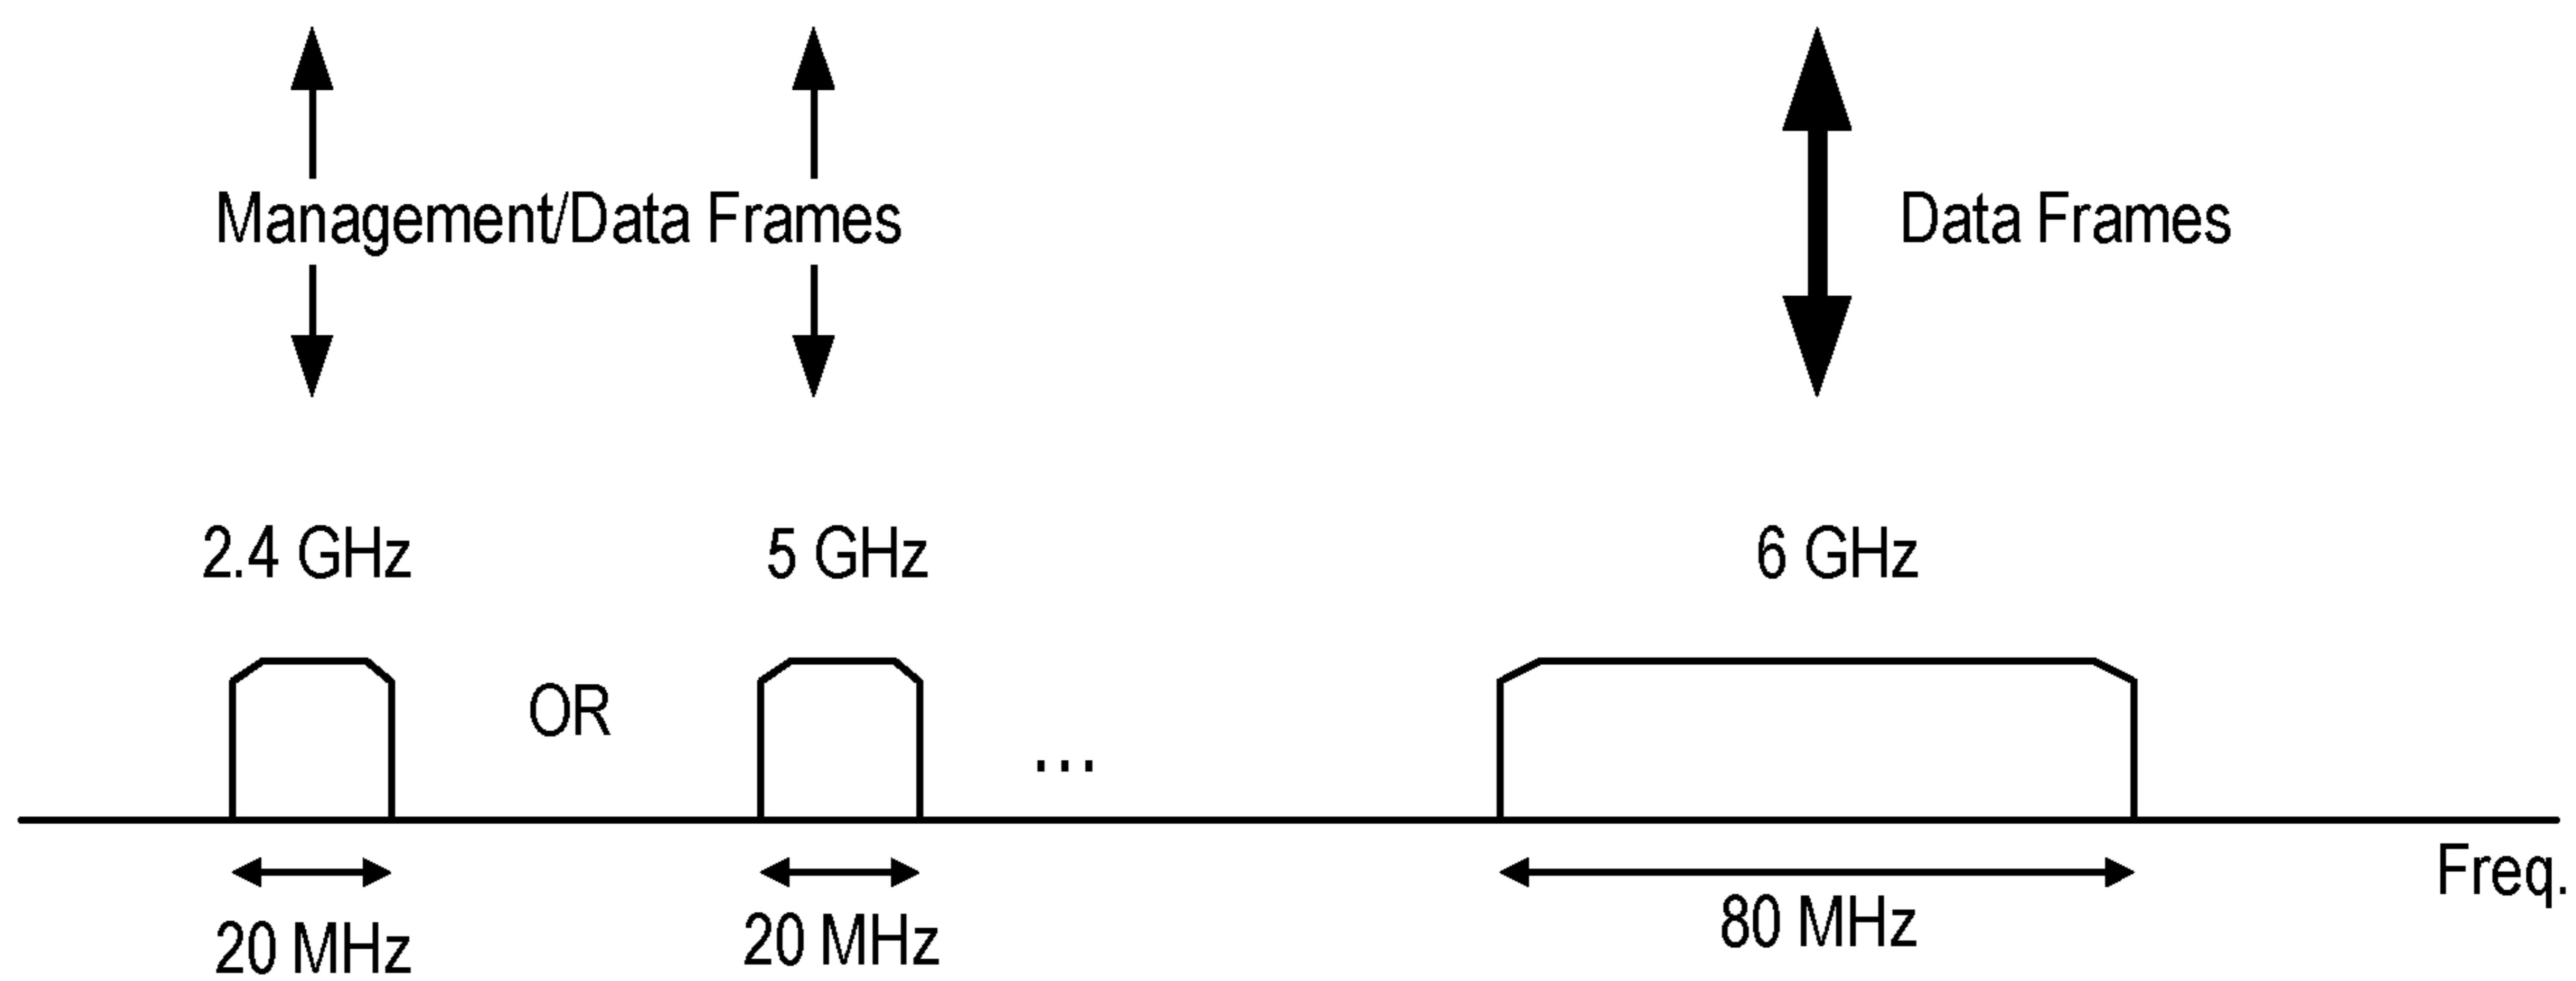 Management/Data Frames
Data Frames
2.4 GHz
5 GHz
6 GHz
OR
...
Freq.
20 MHz
20 MHz
80 MHz